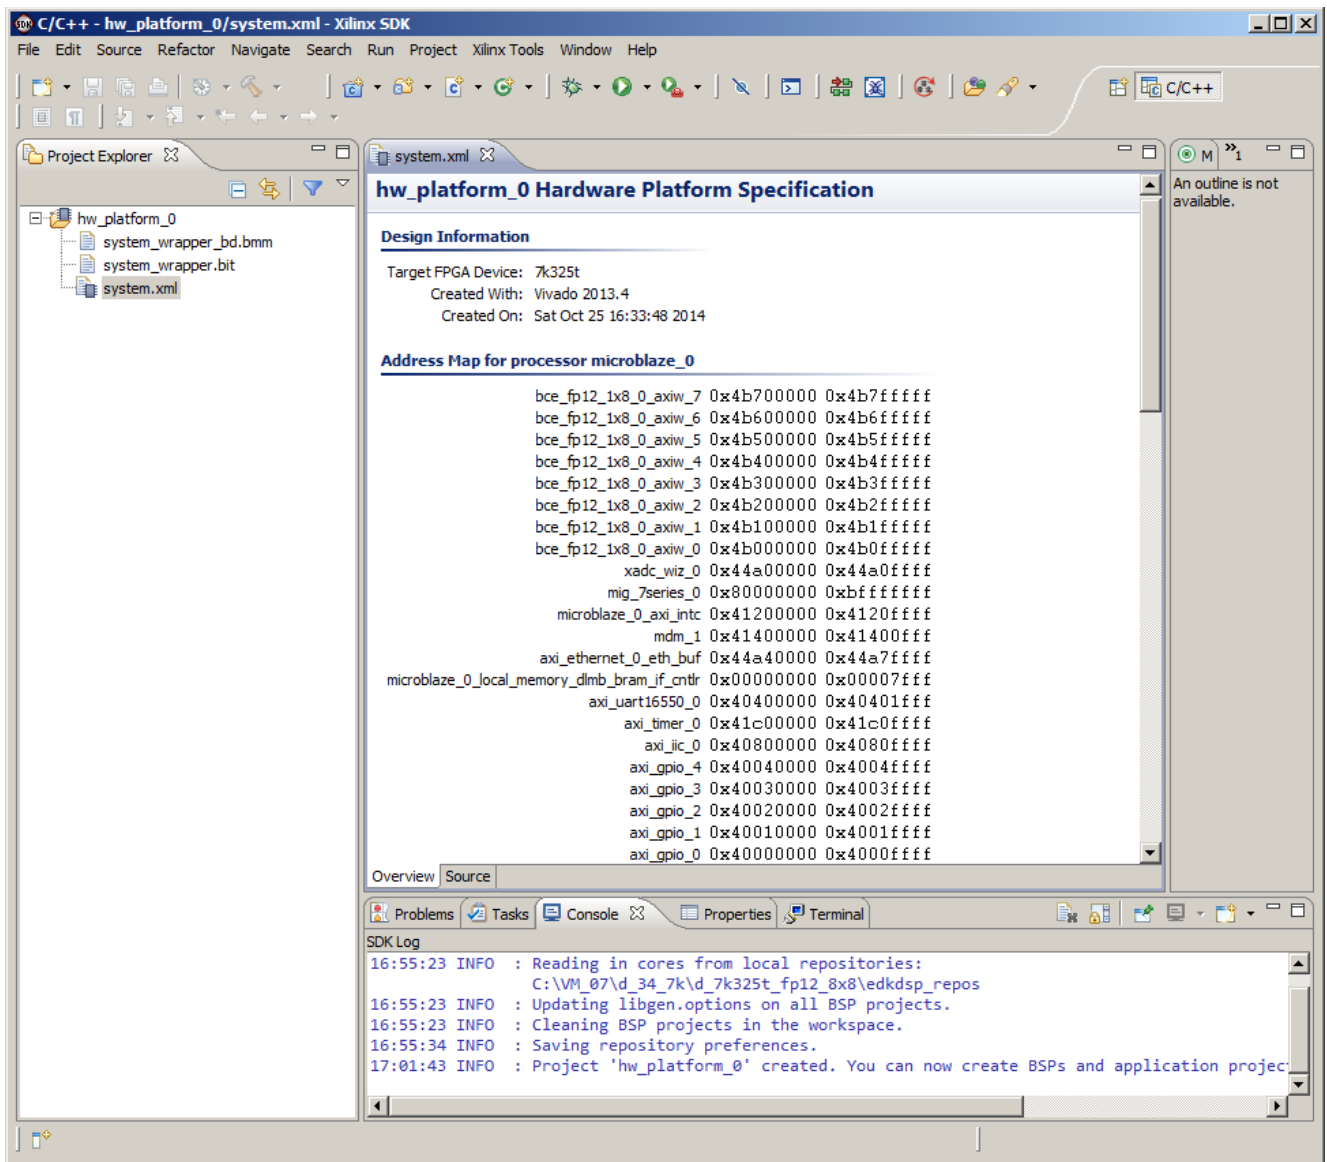 C/C++ - hw_platform_0/system.xml - Xilinx SDK
File Edit Source Refactor Navigate Search Run Project Xilinx Tools Window Help
C/C++
Project Explorer
hw_platform_0
system_wrapper_bd.bmm
system_wrapper.bit
system.xml
system.xml
hw_platform_0 Hardware Platform Specification
Design Information
Target FPGA Device: 7k325t
Created With: Vivado 2013.4
Created On: Sat Oct 25 16:33:48 2014
Address Map for processor microblaze_0
bce_fp12_1x8_0_axiw_7 0x4b700000 0x4b7fffff
bce_fp12_1x8_0_axiw_6 0x4b600000 0x4b6fffff
bce_fp12_1x8_0_axiw_5 0x4b500000 0x4b5fffff
bce_fp12_1x8_0_axiw_4 0x4b400000 0x4b4fffff
bce_fp12_1x8_0_axiw_3 0x4b300000 0x4b3fffff
bce_fp12_1x8_0_axiw_2 0x4b200000 0x4b2fffff
bce_fp12_1x8_0_axiw_1 0x4b100000 0x4b1fffff
bce_fp12_1x8_0_axiw_0 0x4b000000 0x4b0fffff
xadc_wiz_0 0x44a00000 0x44a0ffff
mig_7series_0 0x80000000 0xbfffffff
microblaze_0_axi_intc 0x41200000 0x4120ffff
mdm_1 0x41400000 0x41400fff
axi_ethernet_0_eth_buf 0x44a40000 0x44a7ffff
microblaze_0_local_memory_dlmb_bram_if_cntlr 0x00000000 0x00007fff
axi_uart16550_0 0x40400000 0x40401fff
axi_timer_0 0x41c00000 0x41c0ffff
axi_iic_0 0x40800000 0x4080ffff
axi_gpio_4 0x40040000 0x4004ffff
axi_gpio_3 0x40030000 0x4003ffff
axi_gpio_2 0x40020000 0x4002ffff
axi_gpio_1 0x40010000 0x4001ffff
axi_gpio_0 0x40000000 0x4000ffff
Overview Source
M »1
An outline is not
available.
Problems Tasks Console Properties Terminal
SDK Log
16:55:23 INFO : Reading in cores from local repositories:
C:\VM_07\d_34_7k\d_7k325t_fp12_8x8\edkdsp_repos
16:55:23 INFO : Updating libgen.options on all BSP projects.
16:55:23 INFO : Cleaning BSP projects in the workspace.
16:55:34 INFO : Saving repository preferences.
17:01:43 INFO : Project 'hw_platform_0' created. You can now create BSPs and application projec